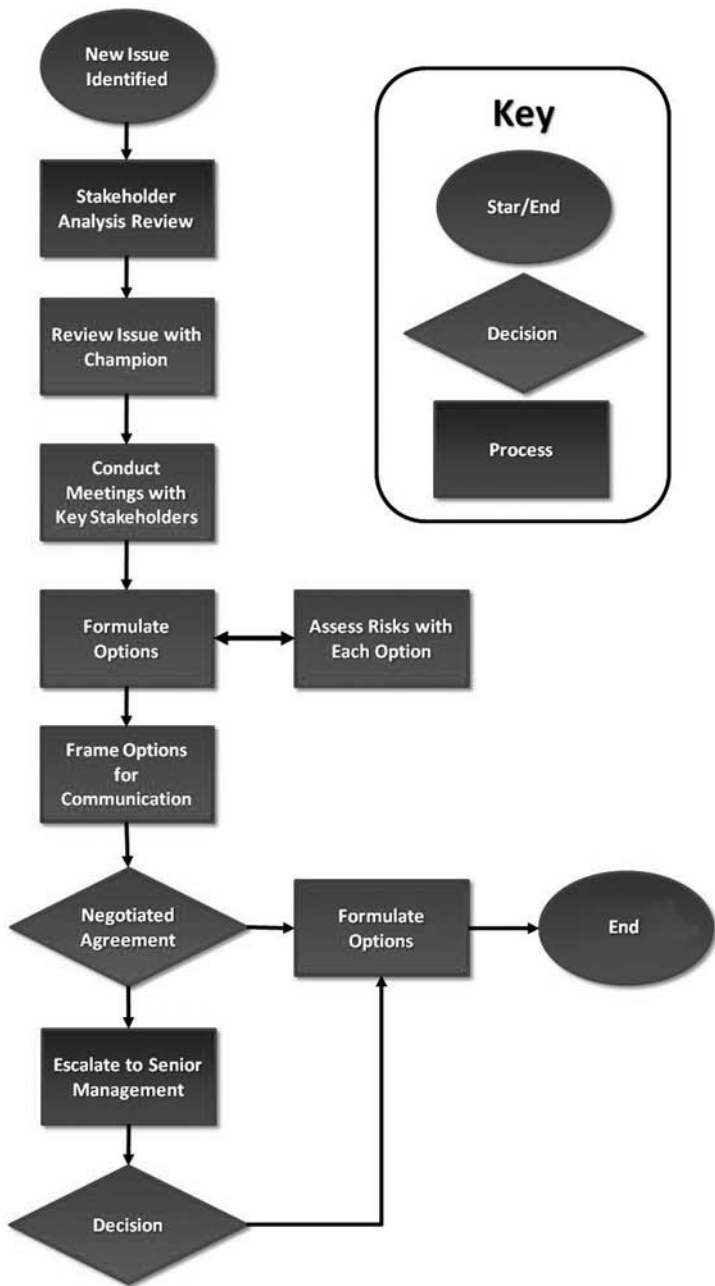 New Issue
Identified
Key
Star/End
Stakeholder
Analysis Review
Review Issue with
Champion
Decision
Process
Conduct
Meetings with
Key Stakeholders
Formulate
Options
Assess Risks with
Each Option
Frame Options
for
Communication
Negotiated
Agreement
Formulate
Options
End
Escalate to Senior
Management
Decision